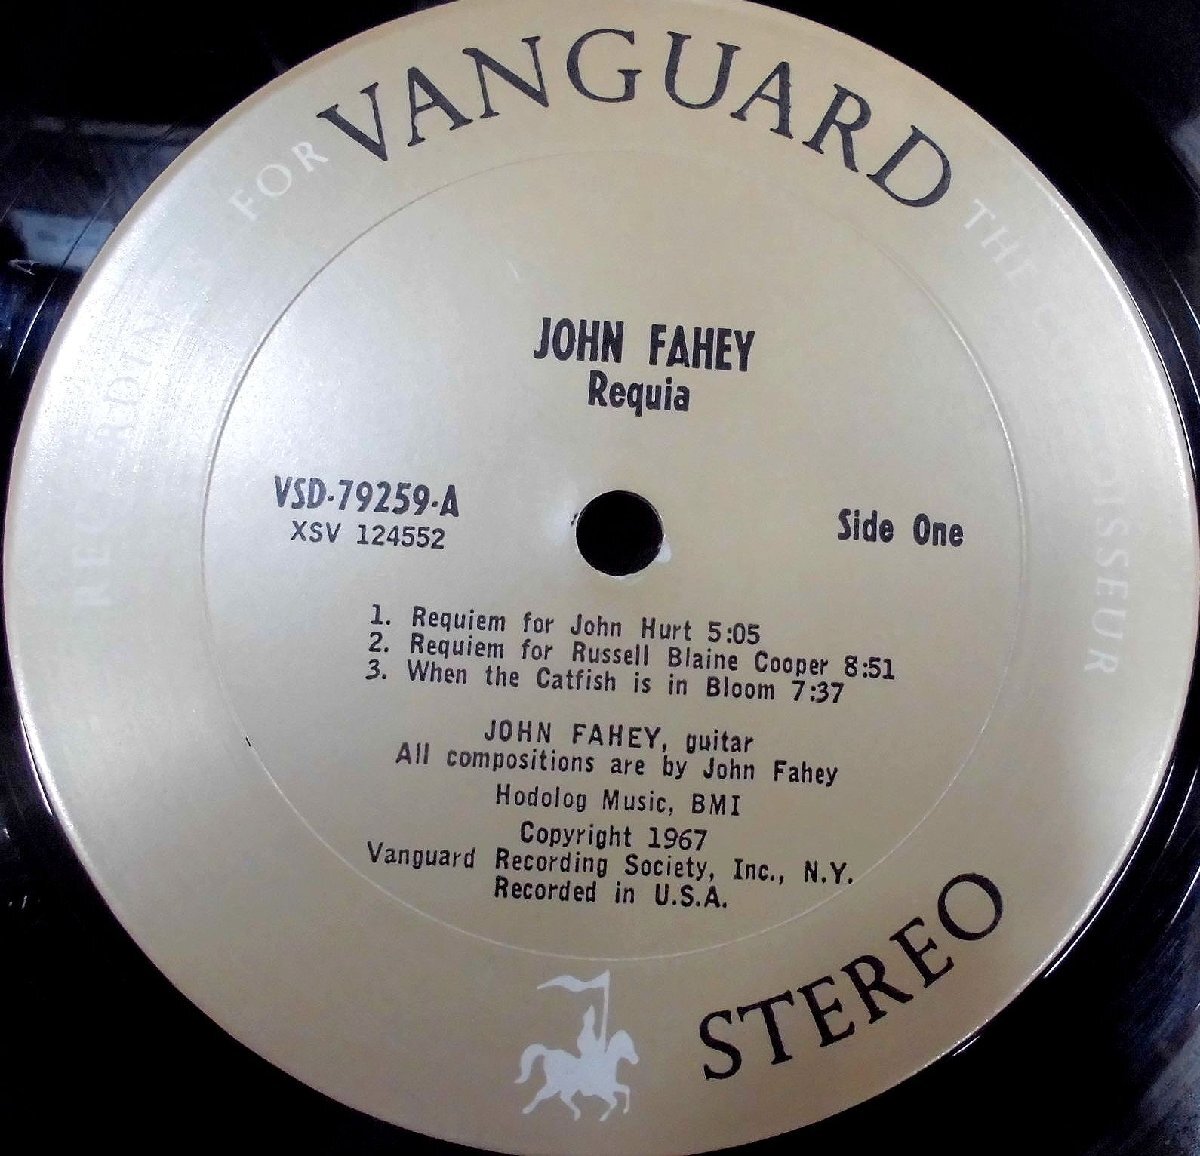 VANGUARD
FOR
THE
JOHN FAHEY
Requia
VSD-79259-A
XSV 124552
Side One
1. Requiem for John Hurt 5:05
2. Requiem for Russell Blaine Cooper 8:51
3. When the Catfish is in Bloom 7:37
JOHN FAHEY, guitar
All compositions are by John Fahey
Hodolog Music, BMI
Copyright 1967
Vanguard Recording Society, Inc., N.Y.
Recorded in U.S.A.
STEREO